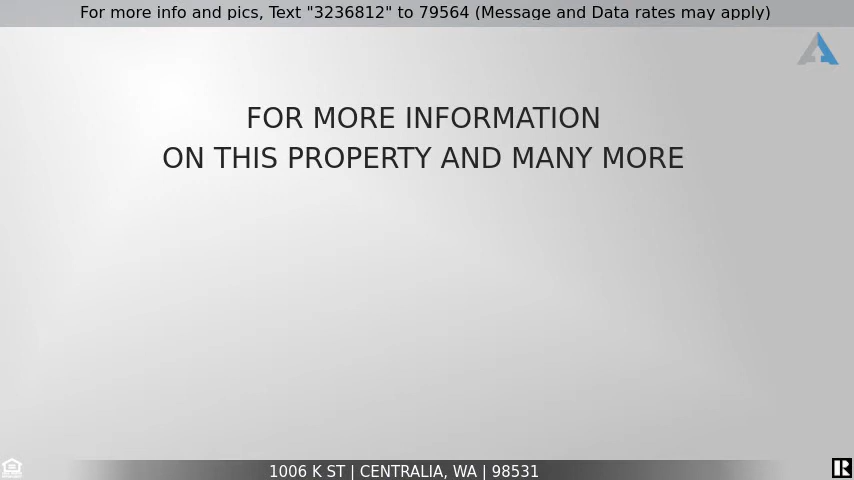 For more info and pics, Text "3236812" to 79564 (Message and Data rates may apply)
FOR MORE INFORMATION
ON THIS PROPERTY AND MANY MORE
1006 K ST | CENTRALIA, WA | 98531